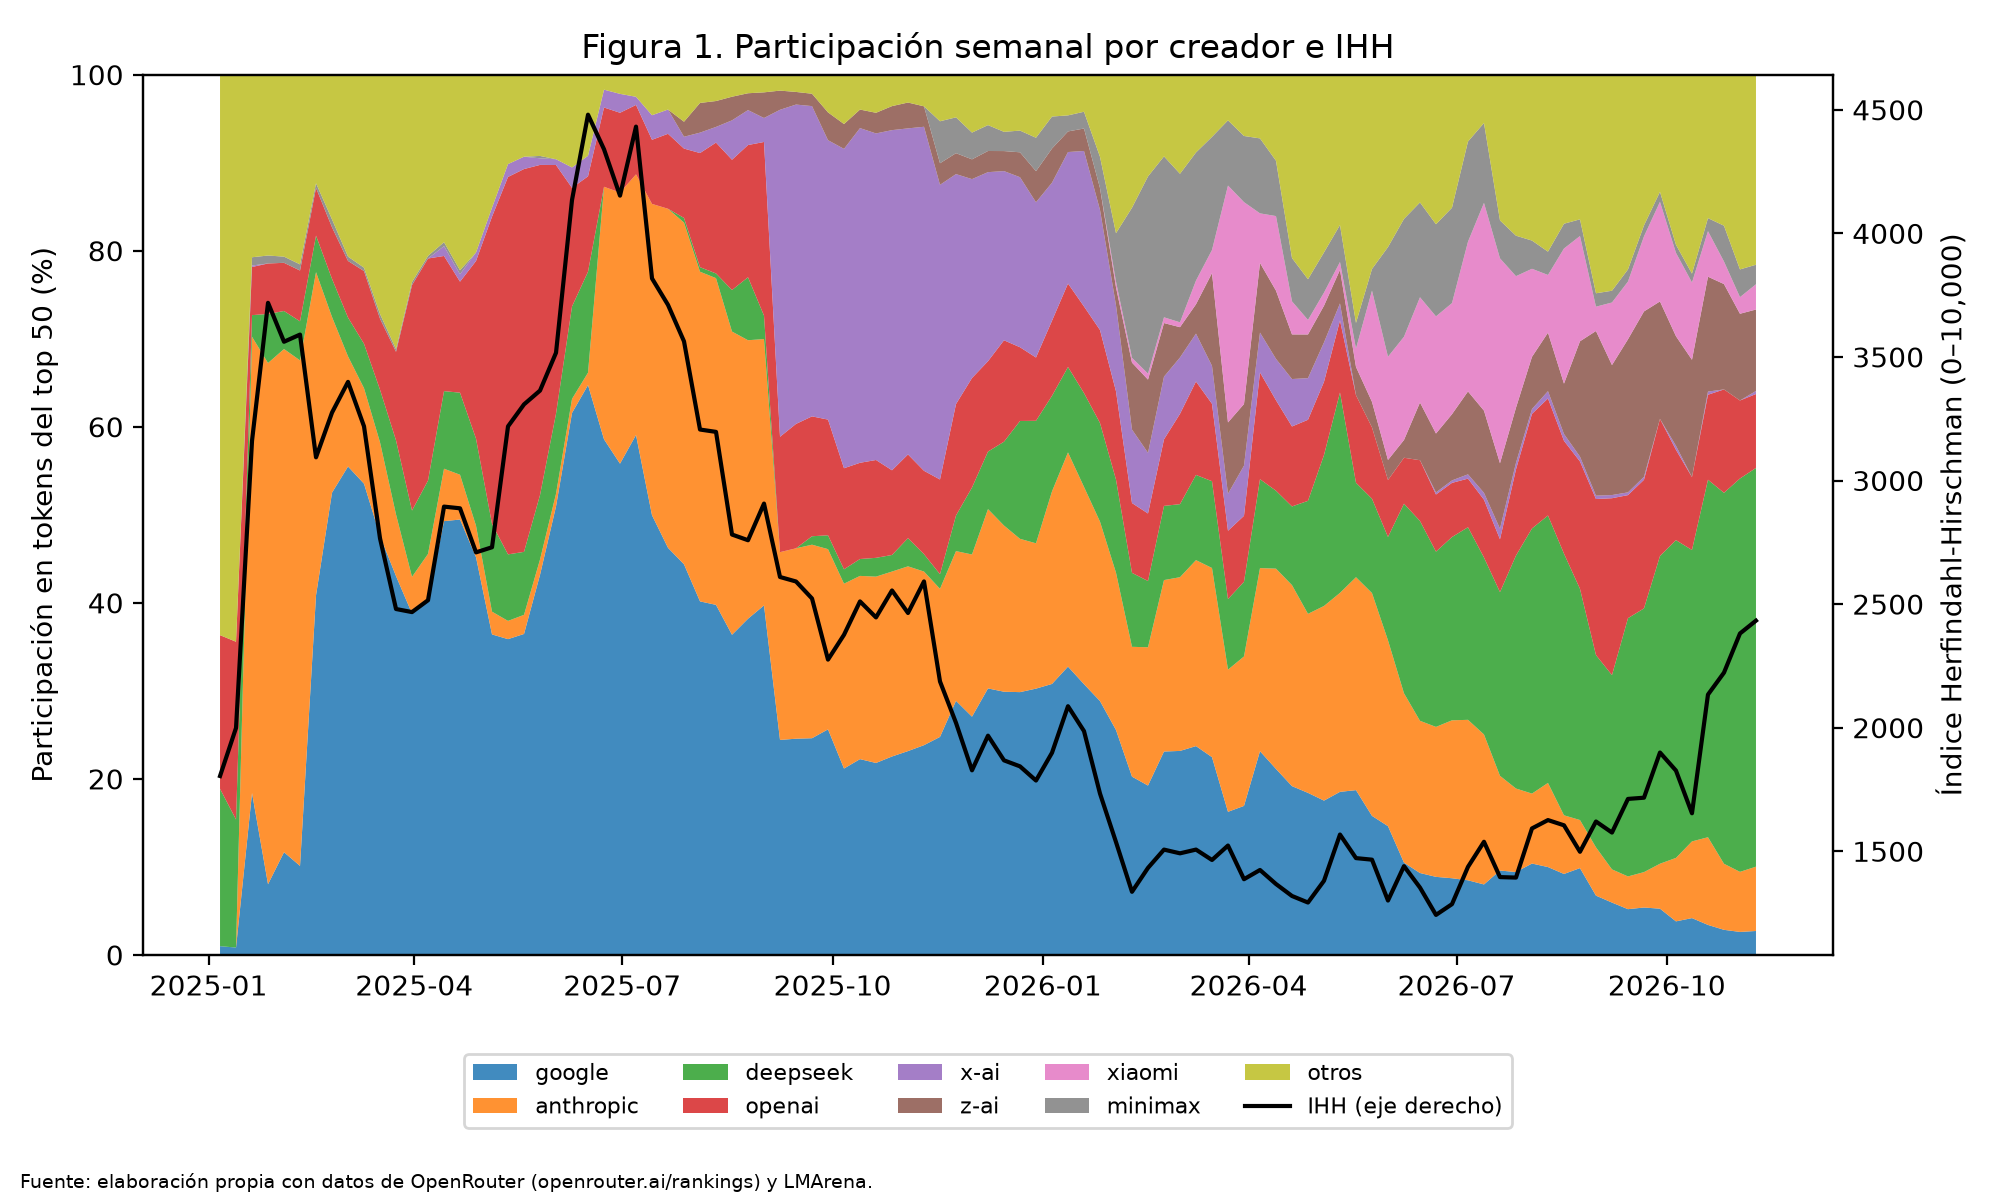 Figura 1. Participación semanal por creador e IHH
Participación en tokens del top 50 (%)
100
80
60
40
20
0
4500
4000
3500
3000
2500
2000
1500
Índice Herfindahl-Hirschman (0–10,000)
2025-01 2025-04 2025-07 2025-10 2026-01 2026-04 2026-07 2026-10
google deepseek x-ai xiaomi otros
anthropic openai z-ai minimax IHH (eje derecho)
Fuente: elaboración propia con datos de OpenRouter (openrouter.ai/rankings) y LMArena.